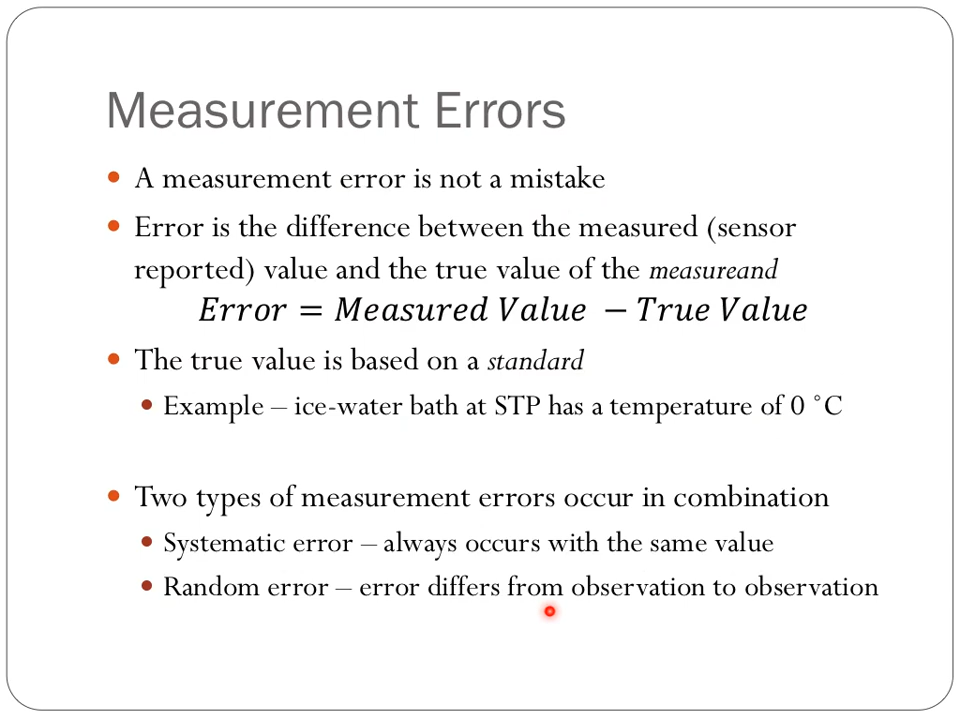 Measurement Errors
• A measurement error is not a mistake
• Error is the difference between the measured (sensor
reported) value and the true value of the measureand
Error = Measured Value − True Value
• The true value is based on a standard
• Example – ice-water bath at STP has a temperature of 0 ˚C
• Two types of measurement errors occur in combination
• Systematic error – always occurs with the same value
• Random error – error differs from observation to observation